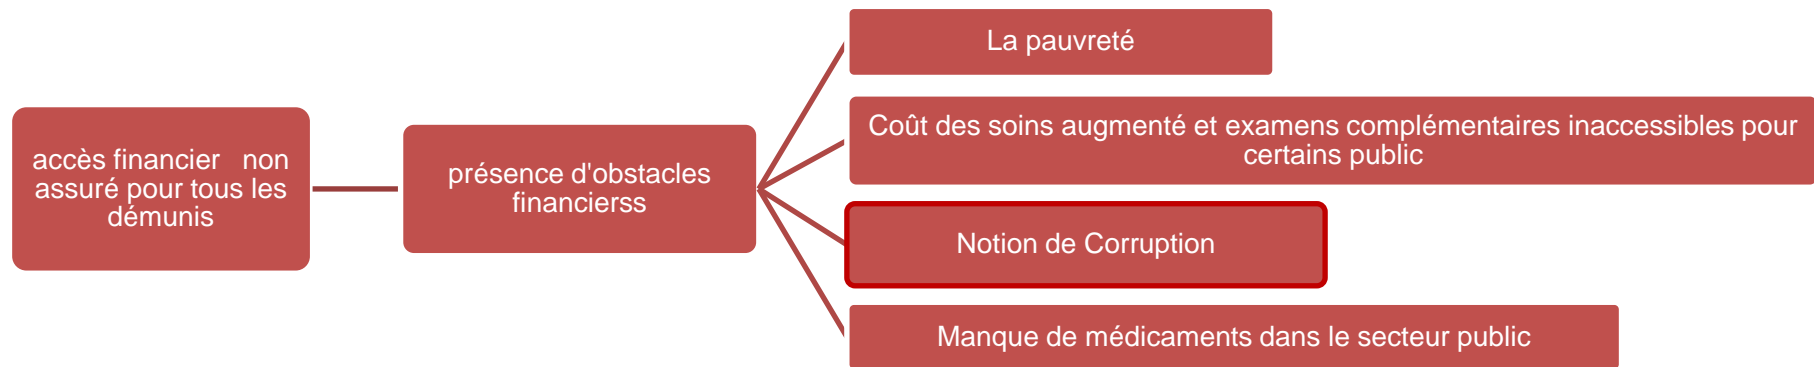 accès financier   non
assuré pour tous les
démunis
présence d'obstacles
financierss
La pauvreté
Coût des soins augmenté et examens complémentaires inaccessibles pour
certains public
Notion de Corruption
Manque de médicaments dans le secteur public